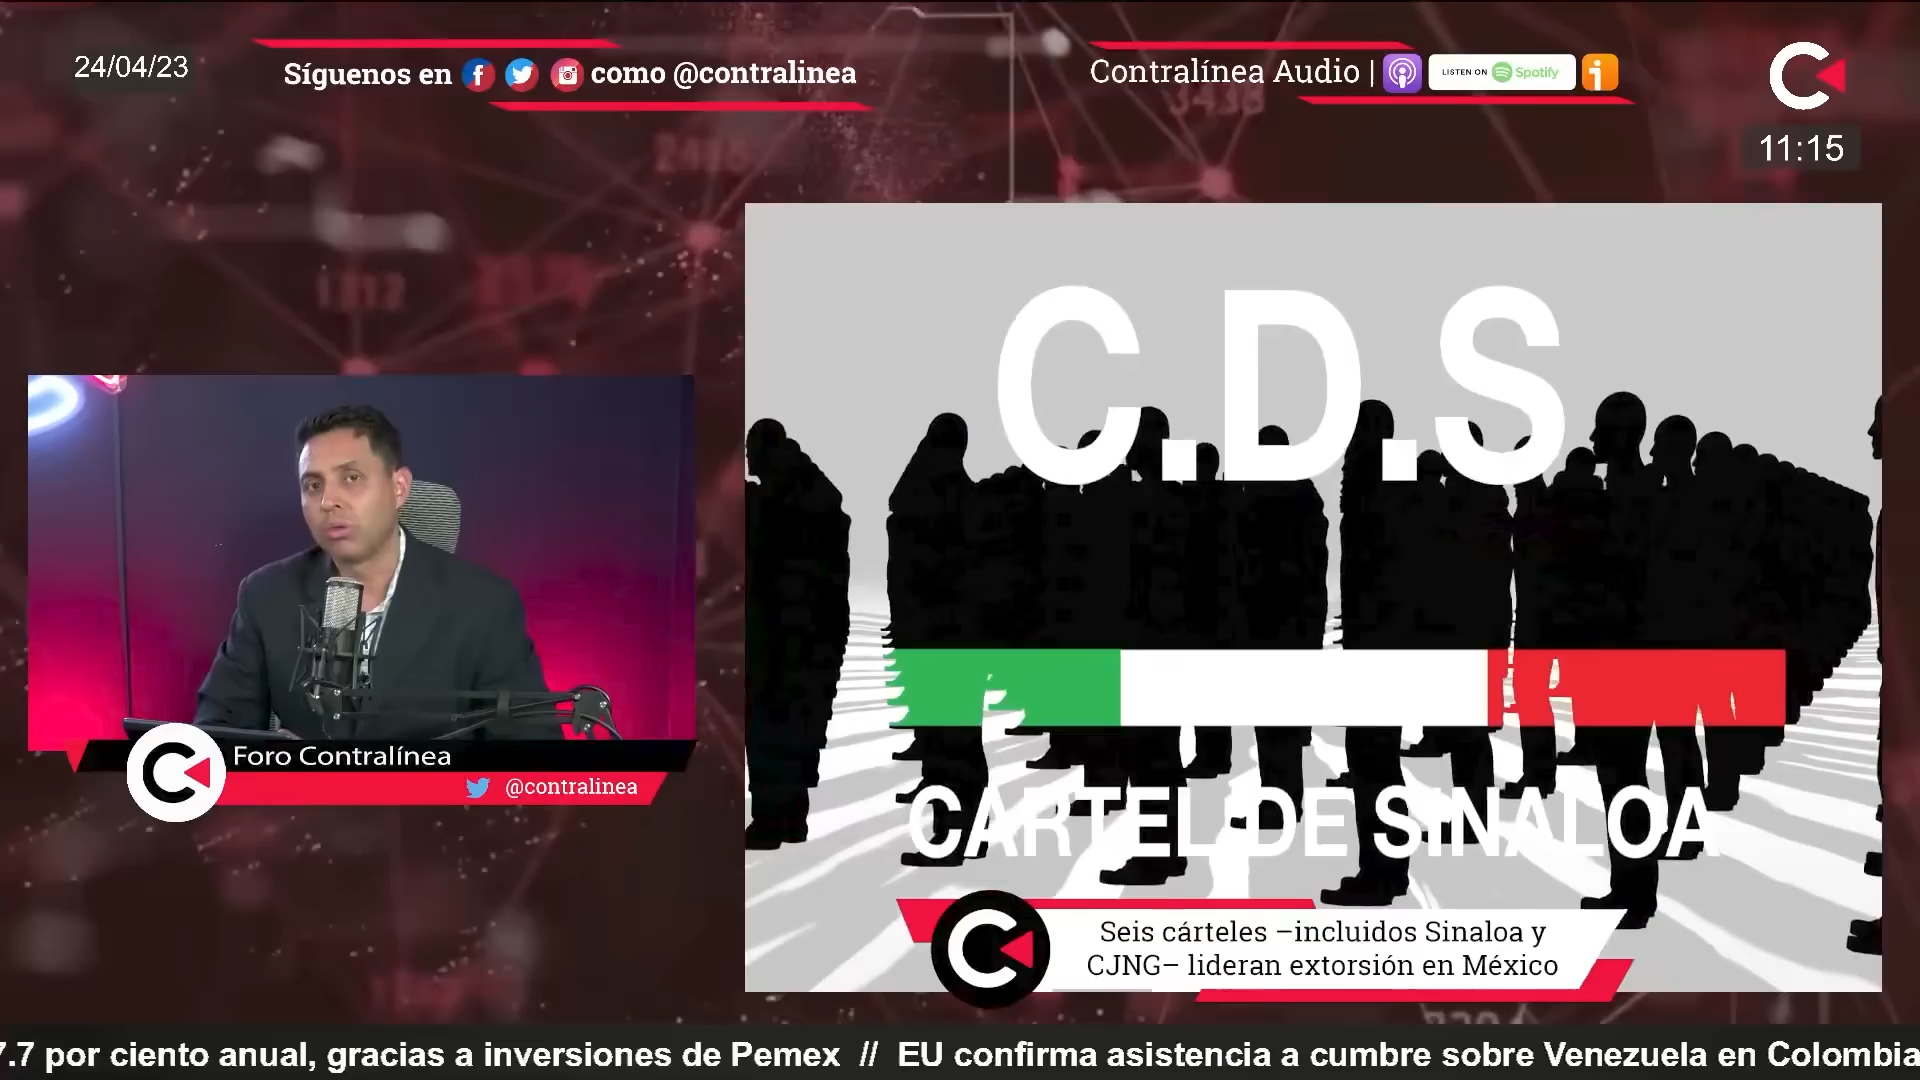 24/04/23
Síguenos en
como @contralinea
Contralínea Audio |
LISTEN ON Spotify
11:15
C.D.S
CARTEL DE SINALOA
Foro Contralínea
@contralinea
Seis cárteles –incluidos Sinaloa y
CJNG– lideran extorsión en México
7.7 por ciento anual, gracias a inversiones de Pemex // EU confirma asistencia a cumbre sobre Venezuela en Colombia